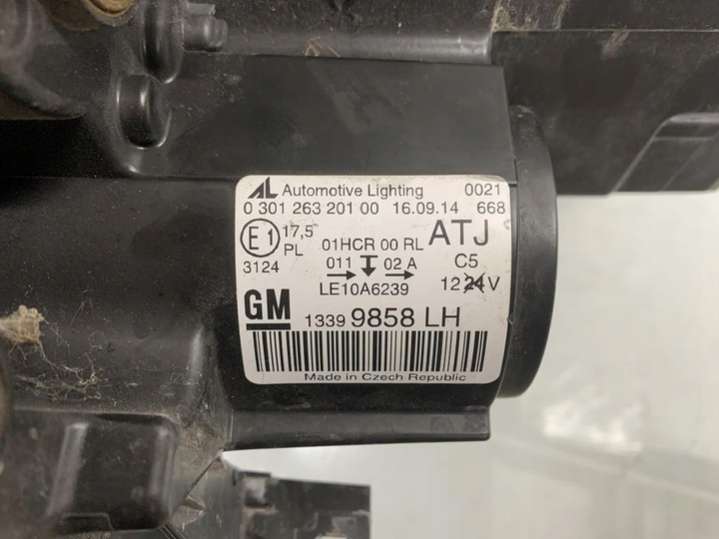 AL Automotive Lighting 0021
0 301 263 201 00 16.09.14 668
E1 17,5 01HCR 00 RL ATJ
PL
3124 011 02 A C5
LE10A6239 12 24 V
GM 1339 9858 LH
Made in Czech Republic